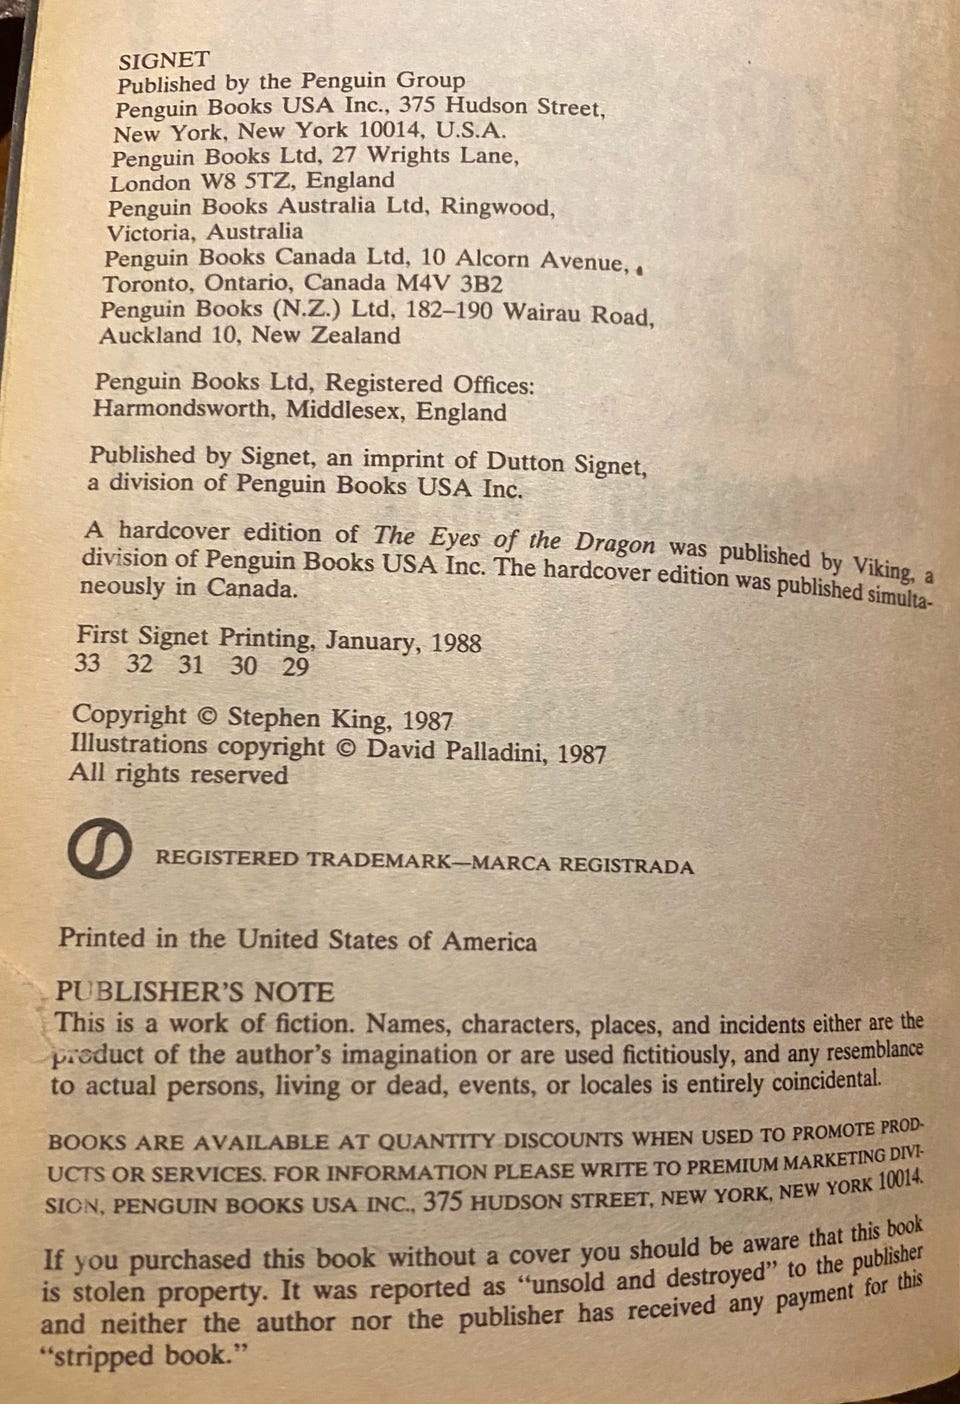 SIGNET
Published by the Penguin Group
Penguin Books USA Inc., 375 Hudson Street,
New York, New York 10014, U.S.A.
Penguin Books Ltd, 27 Wrights Lane,
London W8 5TZ, England
Penguin Books Australia Ltd, Ringwood,
Victoria, Australia
Penguin Books Canada Ltd, 10 Alcorn Avenue,
Toronto, Ontario, Canada M4V 3B2
Penguin Books (N.Z.) Ltd, 182–190 Wairau Road,
Auckland 10, New Zealand
Penguin Books Ltd, Registered Offices:
Harmondsworth, Middlesex, England
Published by Signet, an imprint of Dutton Signet,
a division of Penguin Books USA Inc.
A hardcover edition of The Eyes of the Dragon was published by Viking, a
division of Penguin Books USA Inc. The hardcover edition was published simulta-
neously in Canada.
First Signet Printing, January, 1988
33 32 31 30 29
Copyright © Stephen King, 1987
Illustrations copyright © David Palladini, 1987
All rights reserved
REGISTERED TRADEMARK—MARCA REGISTRADA
Printed in the United States of America
PUBLISHER'S NOTE
This is a work of fiction. Names, characters, places, and incidents either are the
product of the author's imagination or are used fictitiously, and any resemblance
to actual persons, living or dead, events, or locales is entirely coincidental.
BOOKS ARE AVAILABLE AT QUANTITY DISCOUNTS WHEN USED TO PROMOTE PROD-
UCTS OR SERVICES. FOR INFORMATION PLEASE WRITE TO PREMIUM MARKETING DIVI-
SION, PENGUIN BOOKS USA INC., 375 HUDSON STREET, NEW YORK, NEW YORK 10014.
If you purchased this book without a cover you should be aware that this book
is stolen property. It was reported as "unsold and destroyed" to the publisher
and neither the author nor the publisher has received any payment for this
"stripped book."